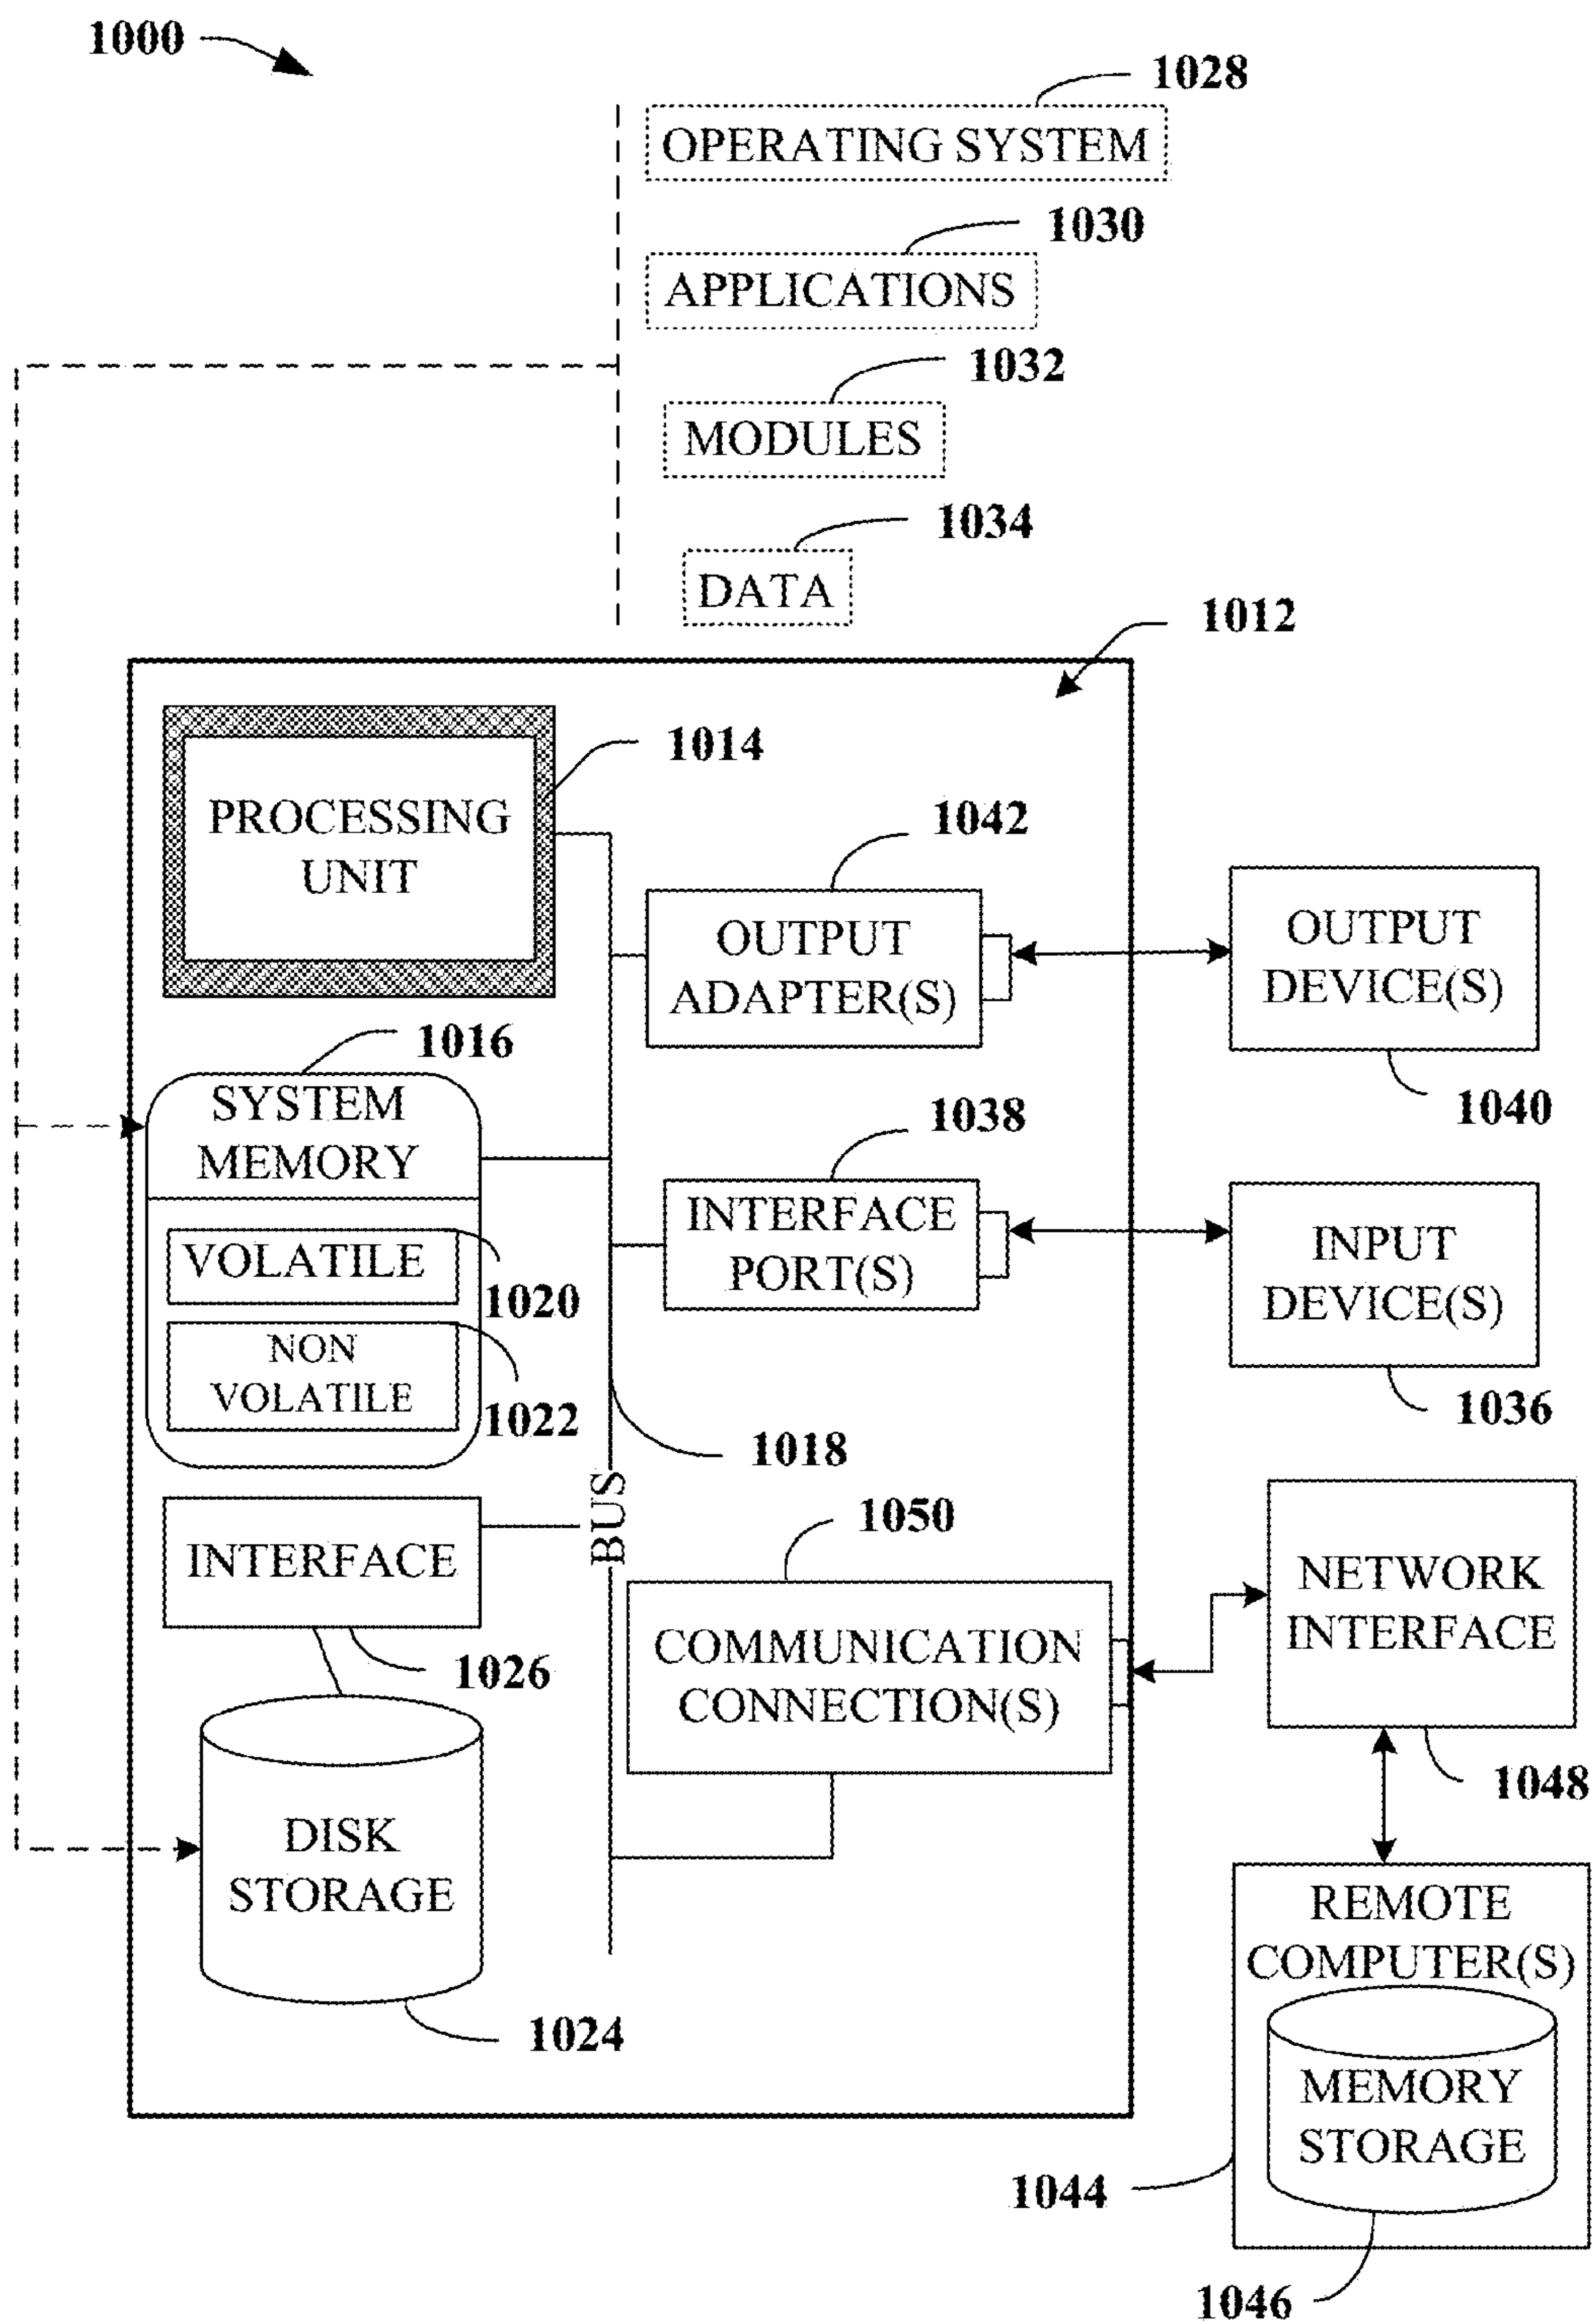 1000
1028
OPERATING SYSTEM
1030
APPLICATIONS
1032
MODULES
1034
DATA
1012
1014
PROCESSING
UNIT
1042
OUTPUT
ADAPTER(S)
OUTPUT
DEVICE(S)
1040
1016
SYSTEM
MEMORY
VOLATILE
1020
NON
VOLATILE
1022
1038
INTERFACE
PORT(S)
INPUT
DEVICE(S)
1036
1018
BUS
INTERFACE
1026
1050
COMMUNICATION
CONNECTION(S)
NETWORK
INTERFACE
1048
DISK
STORAGE
1024
REMOTE
COMPUTER(S)
MEMORY
STORAGE
1044
1046